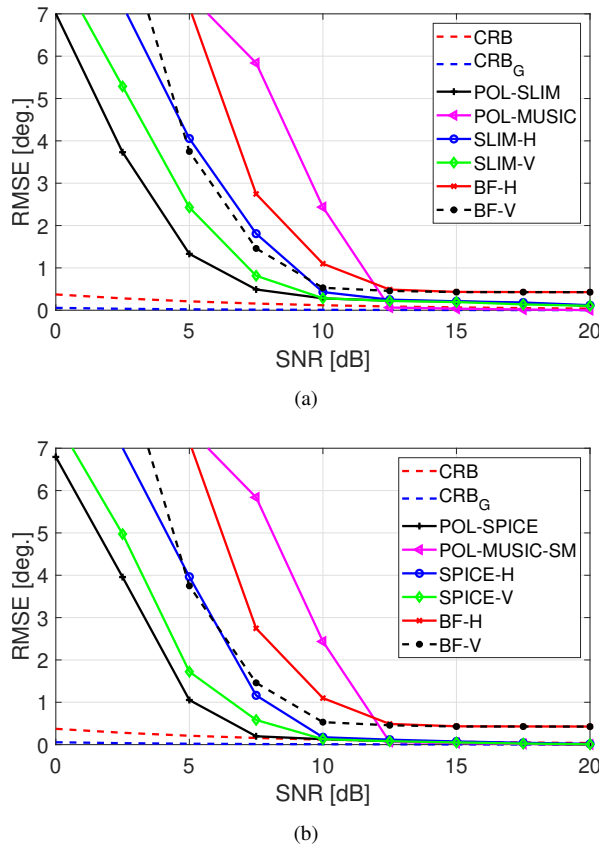 7
6
5
4
3
2
1
0
RMSE [deg.]
0
5
10
15
20
SNR [dB]
CRB
CRB_G
POL-SLIM
POL-MUSIC
SLIM-H
SLIM-V
BF-H
BF-V
(a)
7
6
5
4
3
2
1
0
RMSE [deg.]
0
5
10
15
20
SNR [dB]
CRB
CRB_G
POL-SPICE
POL-MUSIC-SM
SPICE-H
SPICE-V
BF-H
BF-V
(b)